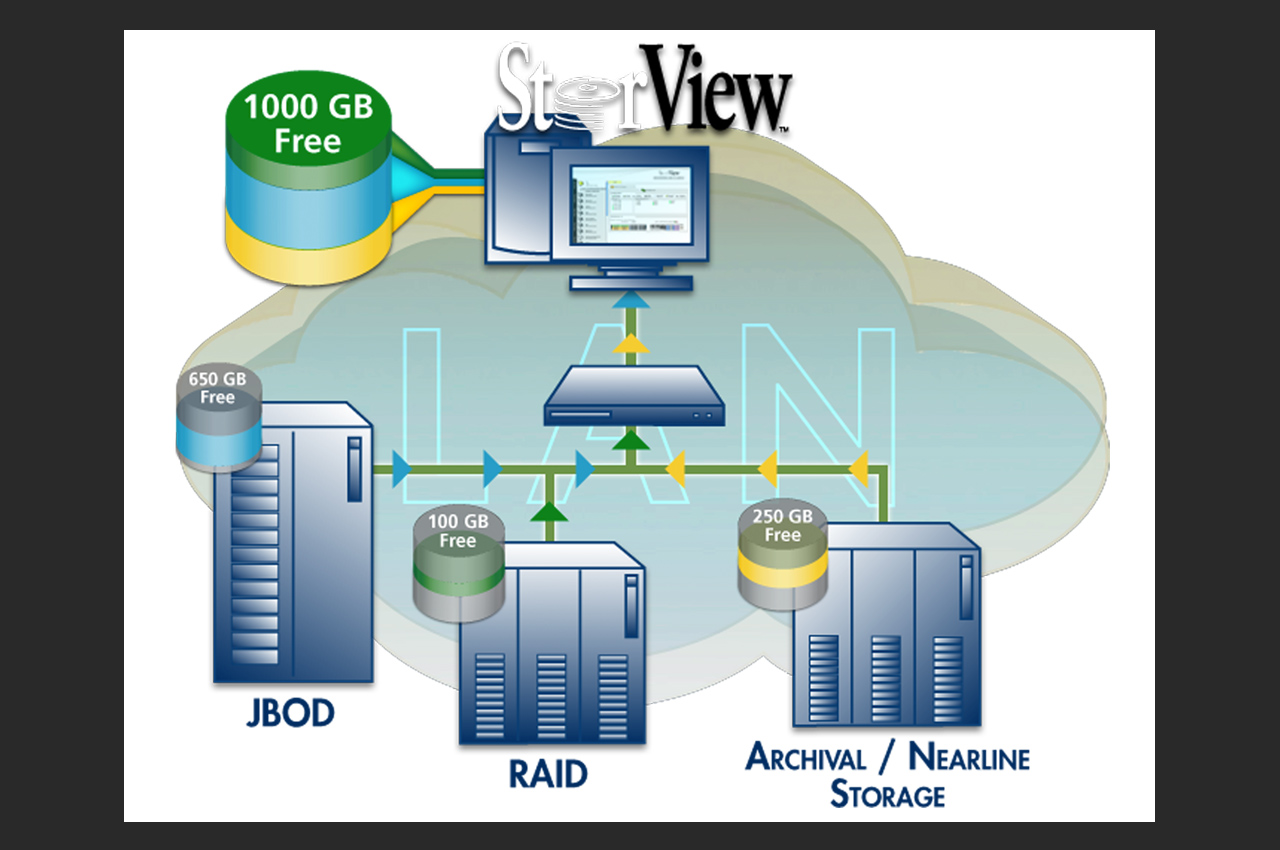 StorView™
1000 GB
Free
LAN
650 GB
Free
100 GB
Free
250 GB
Free
JBOD
RAID
ARCHIVAL / NEARLINE
STORAGE